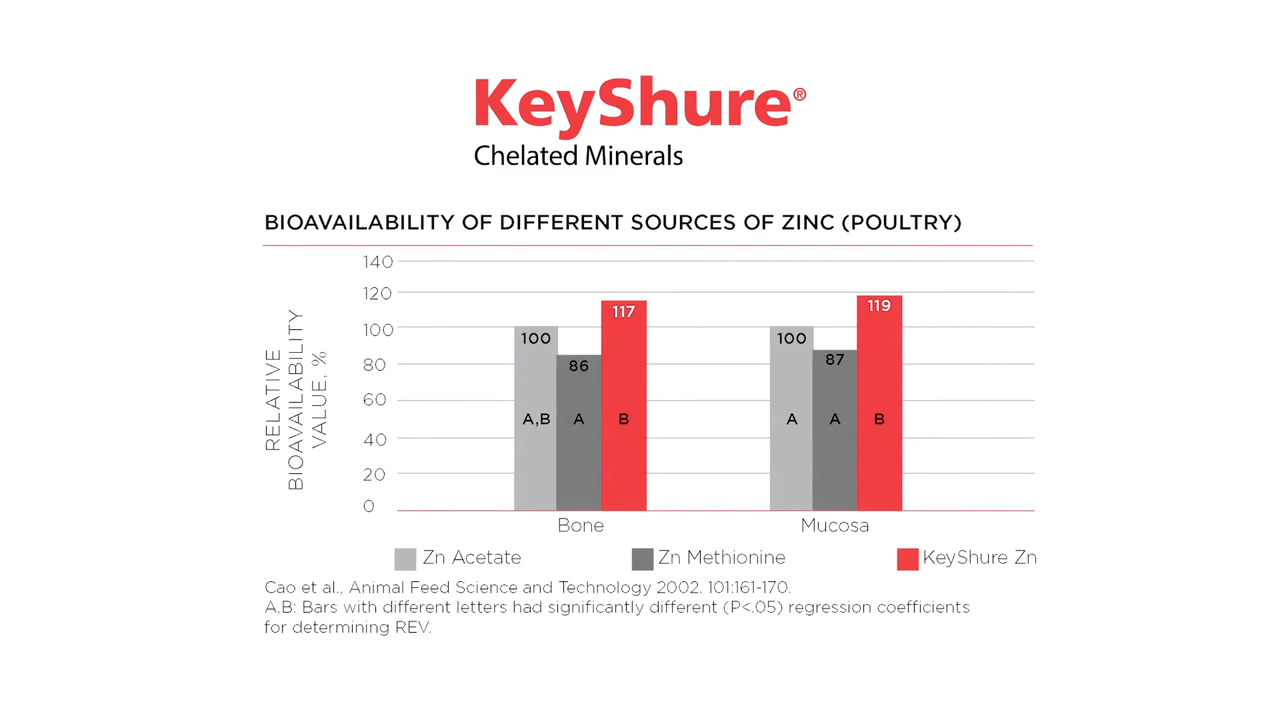 KeyShure®
Chelated Minerals
BIOAVAILABILITY OF DIFFERENT SOURCES OF ZINC (POULTRY)
RELATIVE
BIOAVAILABILITY
VALUE, %
140
120
100
80
60
40
20
0
100
86
117
A,B
A
B
100
87
119
A
A
B
Bone
Mucosa
Zn Acetate
Zn Methionine
KeyShure Zn
Cao et al., Animal Feed Science and Technology 2002. 101:161-170.
A,B: Bars with different letters had significantly different (P<.05) regression coefficients
for determining REV.